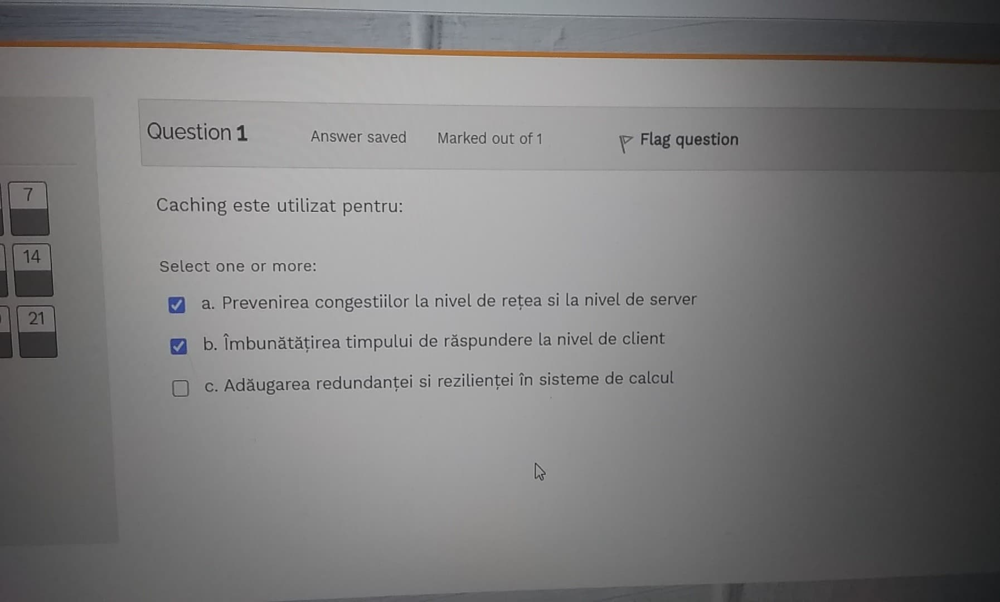 Question 1
Answer saved
Marked out of 1
Flag question
7
14
21
Caching este utilizat pentru:
Select one or more:
a. Prevenirea congestiilor la nivel de rețea si la nivel de server
b. Îmbunătățirea timpului de răspundere la nivel de client
c. Adăugarea redundanței si rezilienței în sisteme de calcul